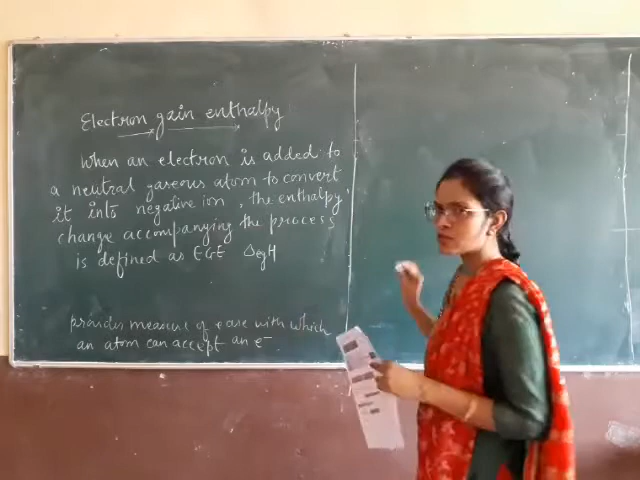 Electron gain enthalpy
When an electron is added to
a neutral gaseous atom to convert
it into negative ion, the enthalpy
change accompanying the process
is defined as EGE ΔegH
provides measure of ease with which
an atom can accept an e⁻